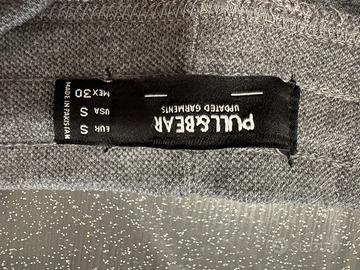 PULL&BEAR
UPDATED GARMENTS
EUR S
USA S
MEX 30
MADE IN PAKISTAN